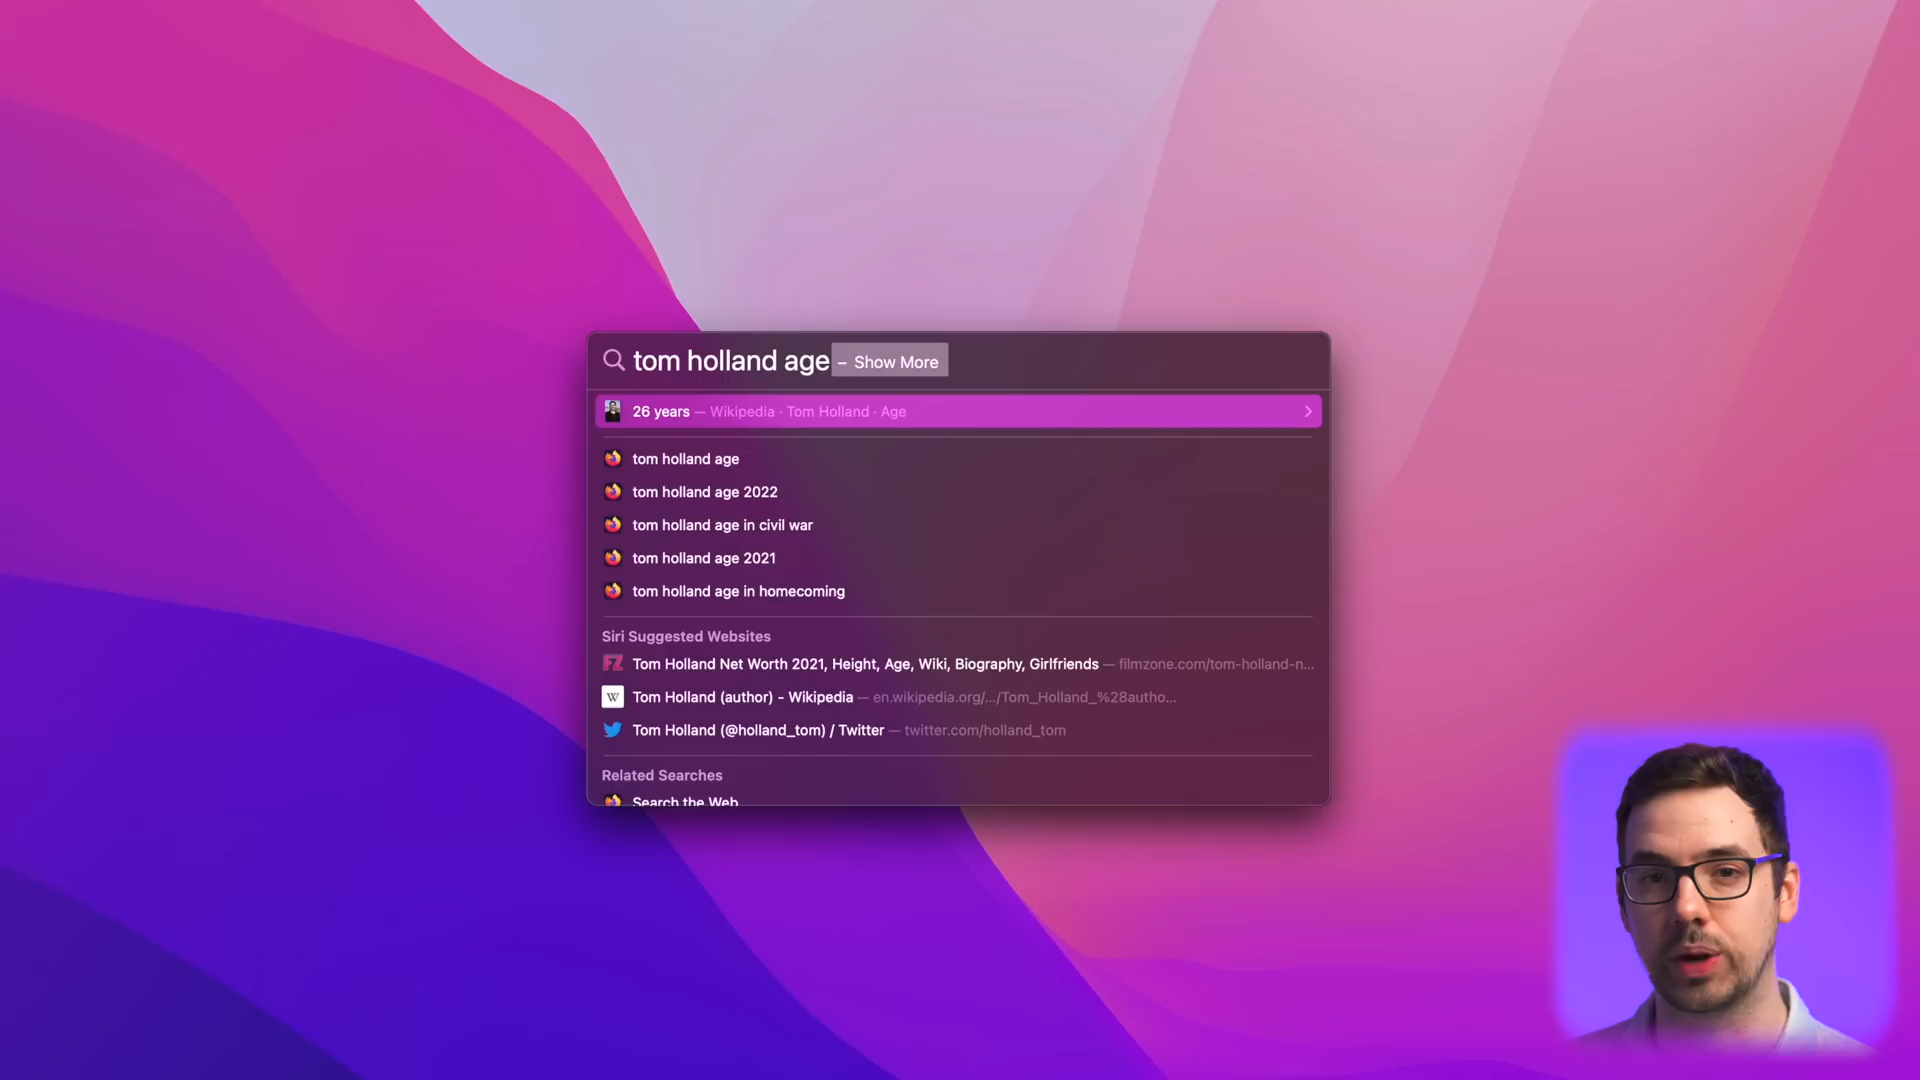 tom holland age – Show More
26 years — Wikipedia · Tom Holland · Age
tom holland age
tom holland age 2022
tom holland age in civil war
tom holland age 2021
tom holland age in homecoming
Siri Suggested Websites
FZ Tom Holland Net Worth 2021, Height, Age, Wiki, Biography, Girlfriends — filmzone.com/tom-holland-n...
W Tom Holland (author) - Wikipedia — en.wikipedia.org/.../Tom_Holland_%28autho...
Tom Holland (@holland_tom) / Twitter — twitter.com/holland_tom
Related Searches
Search the Web